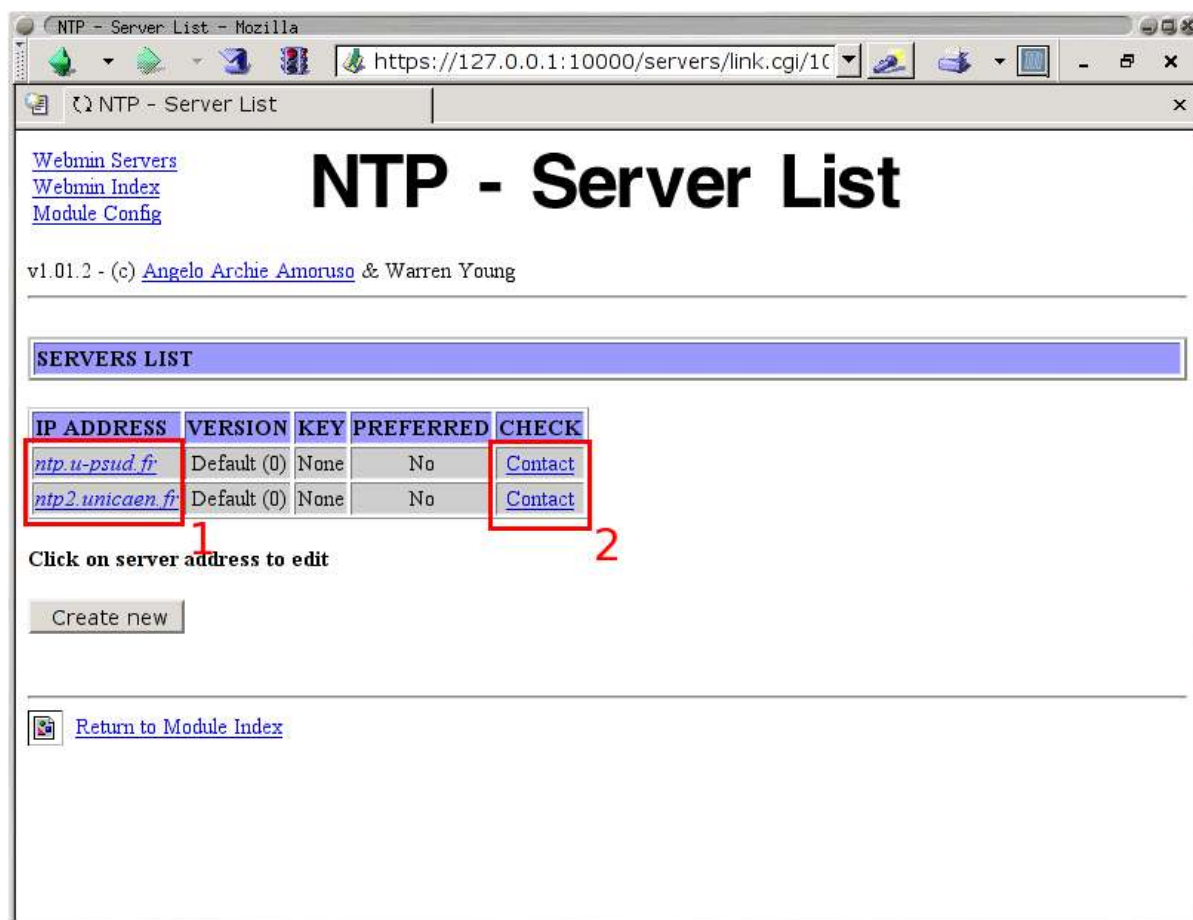 NTP - Server List - Mozilla
https://127.0.0.1:10000/servers/link.cgi/10
NTP - Server List
Webmin Servers
Webmin Index
Module Config
NTP - Server List
v1.01.2 - (c) Angelo Archie Amoruso & Warren Young
SERVERS LIST
IP ADDRESS VERSION KEY PREFERRED CHECK
ntp.u-psud.fr Default (0) None No Contact
ntp2.unicaen.fr Default (0) None No Contact
1
2
Click on server address to edit
Create new
Return to Module Index